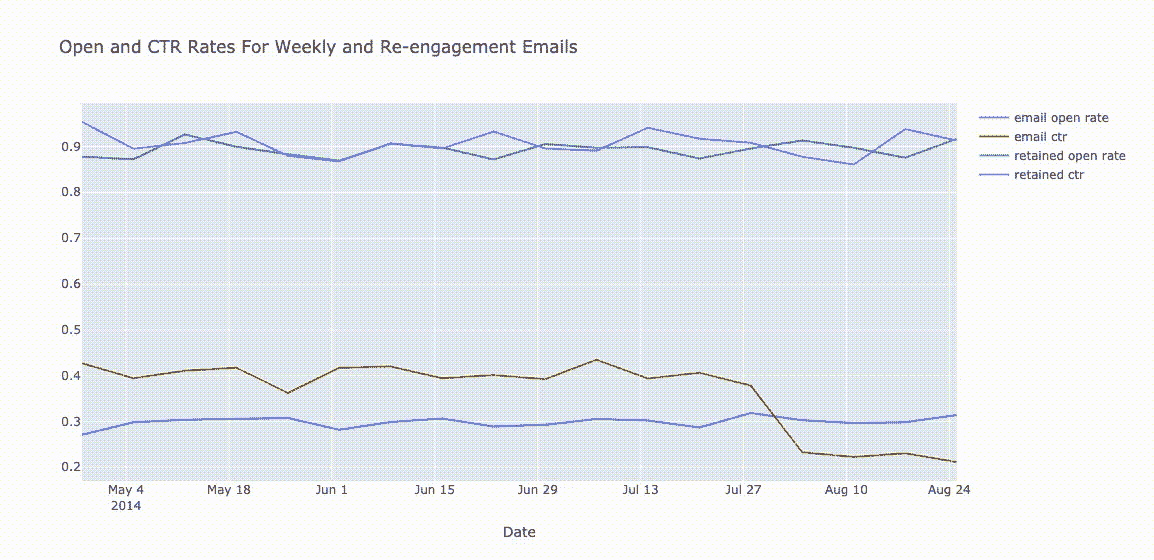 Open and CTR Rates For Weekly and Re-engagement Emails
email open rate
email ctr
retained open rate
retained ctr
0.9
0.8
0.7
0.6
0.5
0.4
0.3
0.2
May 4
2014
May 18
Jun 1
Jun 15
Jun 29
Jul 13
Jul 27
Aug 10
Aug 24
Date